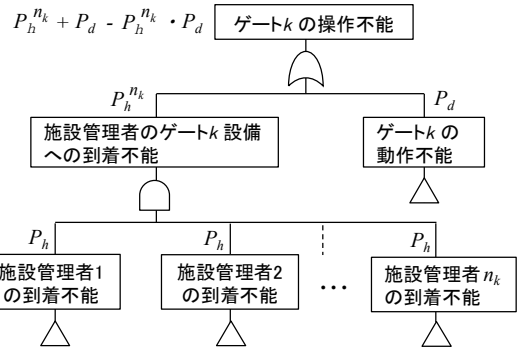 P_h^{n_k} + P_d - P_h^{n_k} · P_d
ゲートk の操作不能
P_h^{n_k}
P_d
施設管理者のゲートk 設備
への到着不能
ゲートk の
動作不能
P_h
P_h
P_h
施設管理者1
の到着不能
施設管理者2
の到着不能
…
施設管理者 n_k
の到着不能